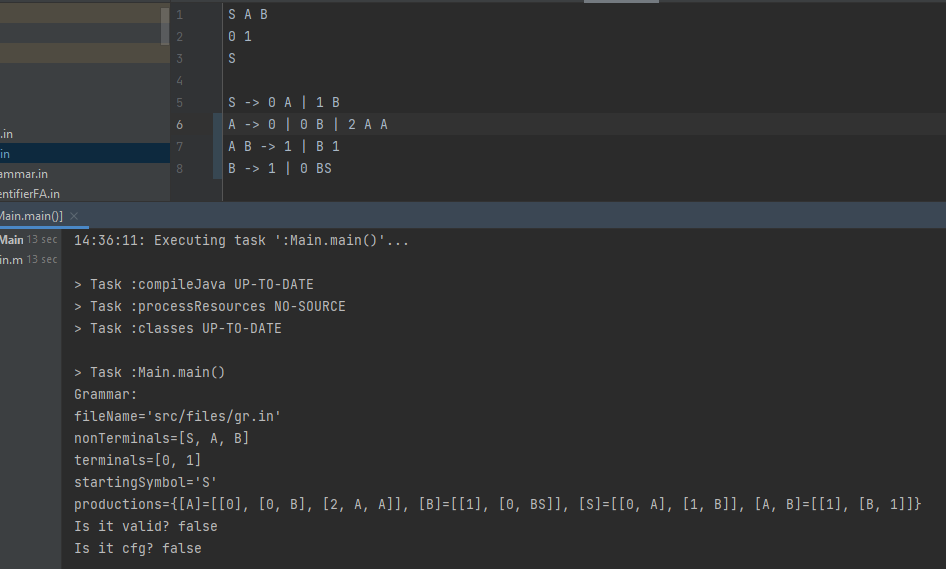 1 S A B
2 0 1
3 S
4
5 S -> 0 A | 1 B
6 A -> 0 | 0 B | 2 A A
7 A B -> 1 | B 1
8 B -> 1 | 0 BS
.in
in
ammar.in
entifierFA.in
Main.main()] ×
Main 13 sec
in.m 13 sec
14:36:11: Executing task ':Main.main()'...
> Task :compileJava UP-TO-DATE
> Task :processResources NO-SOURCE
> Task :classes UP-TO-DATE
> Task :Main.main()
Grammar:
fileName='src/files/gr.in'
nonTerminals=[S, A, B]
terminals=[0, 1]
startingSymbol='S'
productions={[A]=[[0], [0, B], [2, A, A]], [B]=[[1], [0, BS]], [S]=[[0, A], [1, B]], [A, B]=[[1], [B, 1]]}
Is it valid? false
Is it cfg? false